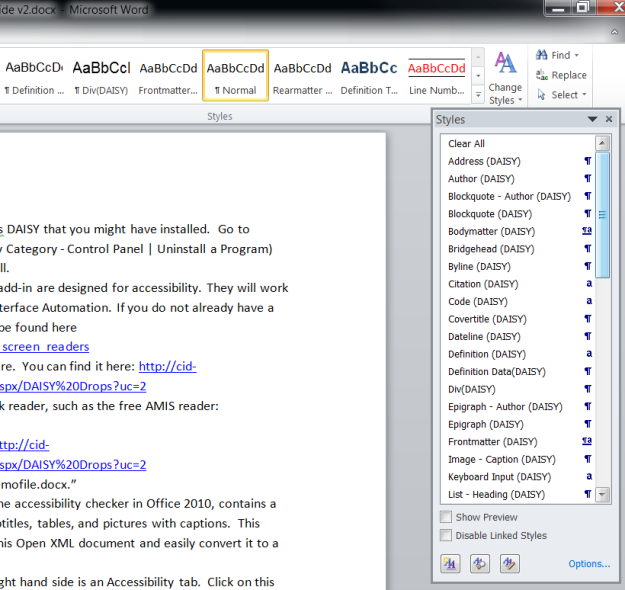 ide v2.docx - Microsoft Word
AaBbCcDc AaBbCcI AaBbCcDd AaBbCcDd AaBbCcDd AaBbCc AaBbCcDd
¶ Definition ... ¶ Div(DAISY) Frontmatter... ¶ Normal Rearmatter ... Definition T... Line Numb...
Change
Styles
Find
Replace
Select
Styles
Styles
Clear All
Address (DAISY) ¶
Author (DAISY) ¶
Blockquote - Author (DAISY) ¶
Blockquote (DAISY) ¶
Bodymatter (DAISY) ¶a
Bridgehead (DAISY) ¶
Byline (DAISY) ¶
Citation (DAISY) a
Code (DAISY) a
Covertitle (DAISY) ¶
Dateline (DAISY) ¶
Definition (DAISY) a
Definition Data(DAISY) ¶
Div(DAISY) ¶
Epigraph - Author (DAISY) ¶
Epigraph (DAISY) ¶
Frontmatter (DAISY) ¶a
Image - Caption (DAISY) ¶
Keyboard Input (DAISY) a
List - Heading (DAISY) ¶
Show Preview
Disable Linked Styles
Options...
s DAISY that you might have installed. Go to
y Category - Control Panel | Uninstall a Program)
ll.
add-in are designed for accessibility. They will work
terface Automation. If you do not already have a
be found here
screen_readers
re. You can find it here: http://cid-
spx/DAISY%20Drops?uc=2
k reader, such as the free AMIS reader:
ttp://cid-
spx/DAISY%20Drops?uc=2
emofile.docx.”
he accessibility checker in Office 2010, contains a
btitles, tables, and pictures with captions. This
his Open XML document and easily convert it to a
ght hand side is an Accessibility tab. Click on this